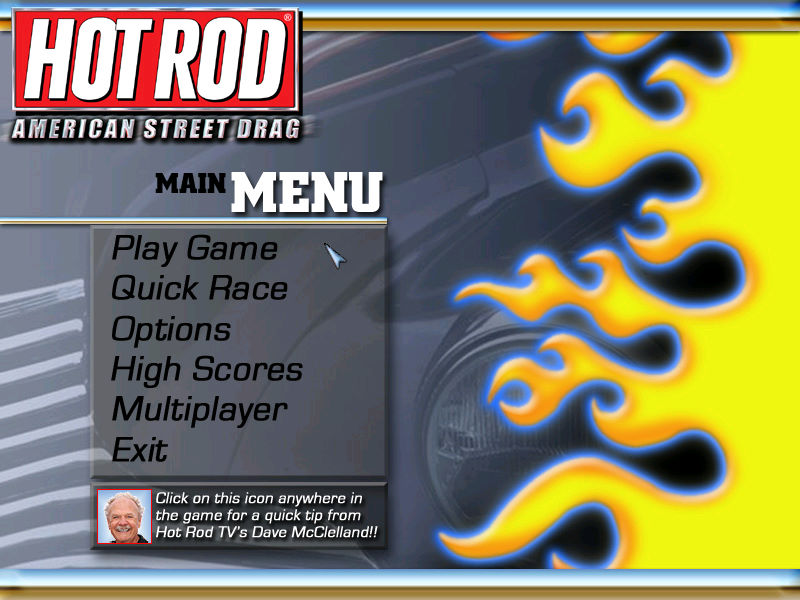 HOT ROD®
AMERICAN STREET DRAG
MAIN MENU
Play Game
Quick Race
Options
High Scores
Multiplayer
Exit
Click on this icon anywhere in
the game for a quick tip from
Hot Rod TV's Dave McClelland!!